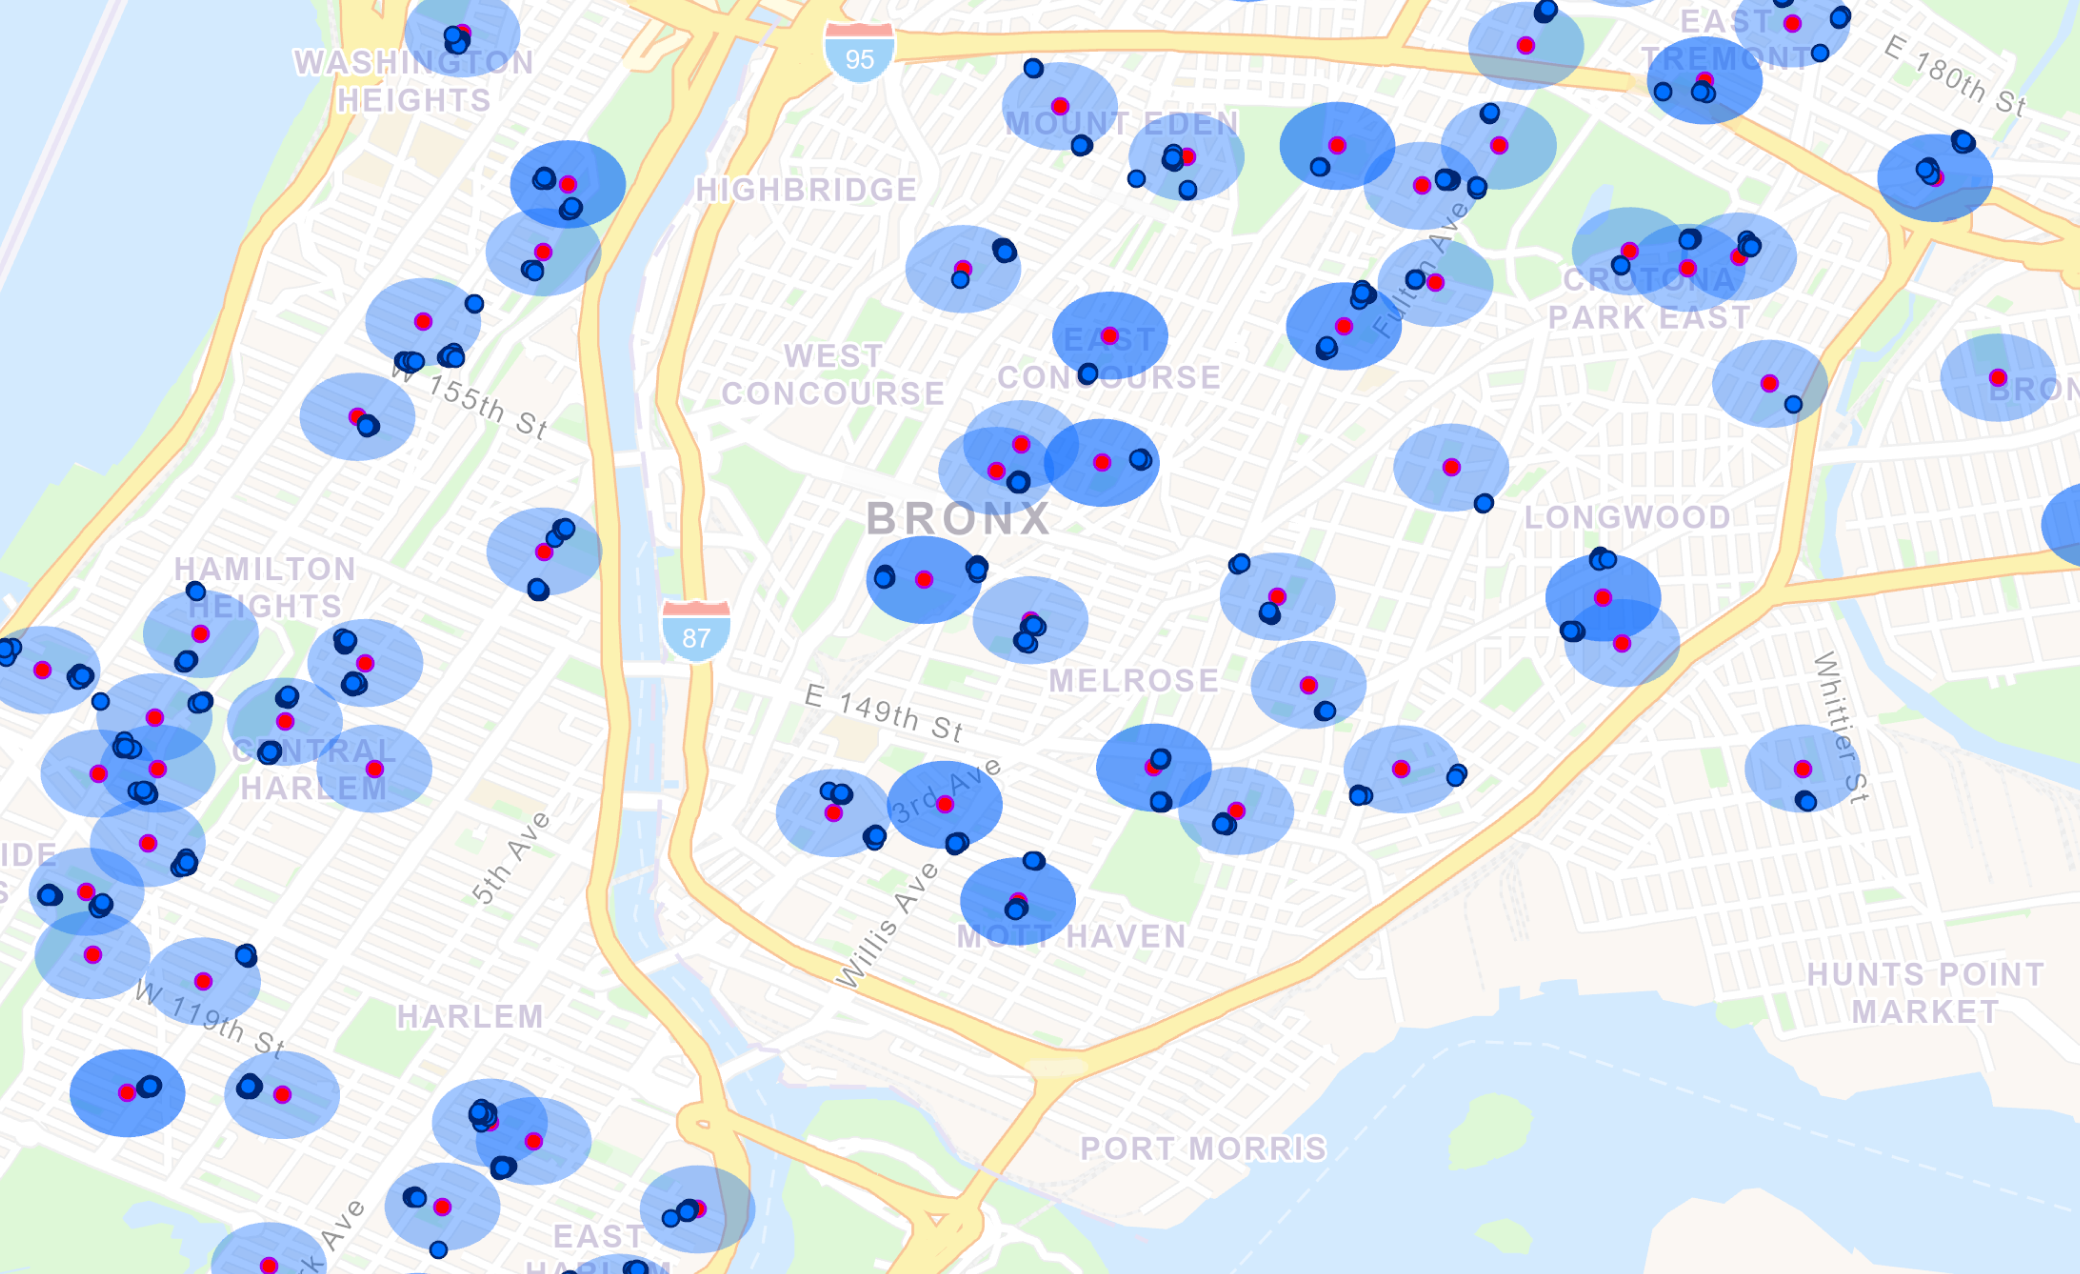 WASHINGTON
HEIGHTS
95
EAST
TREMONT
E 180th St
MOUNT EDEN
HIGHBRIDGE
Fulton Ave
CROTONA
PARK EAST
WEST
CONCOURSE
EAST
CONCOURSE
W 155th St
BRON
BRONX
LONGWOOD
HAMILTON
HEIGHTS
87
MELROSE
E 149th St
Whittier St
CENTRAL
HARLEM
3rd Ave
5th Ave
IDE
S
Willis Ave
MOTT HAVEN
HUNTS POINT
MARKET
W 119th St
HARLEM
PORT MORRIS
rk Ave
EAST
HARLEM